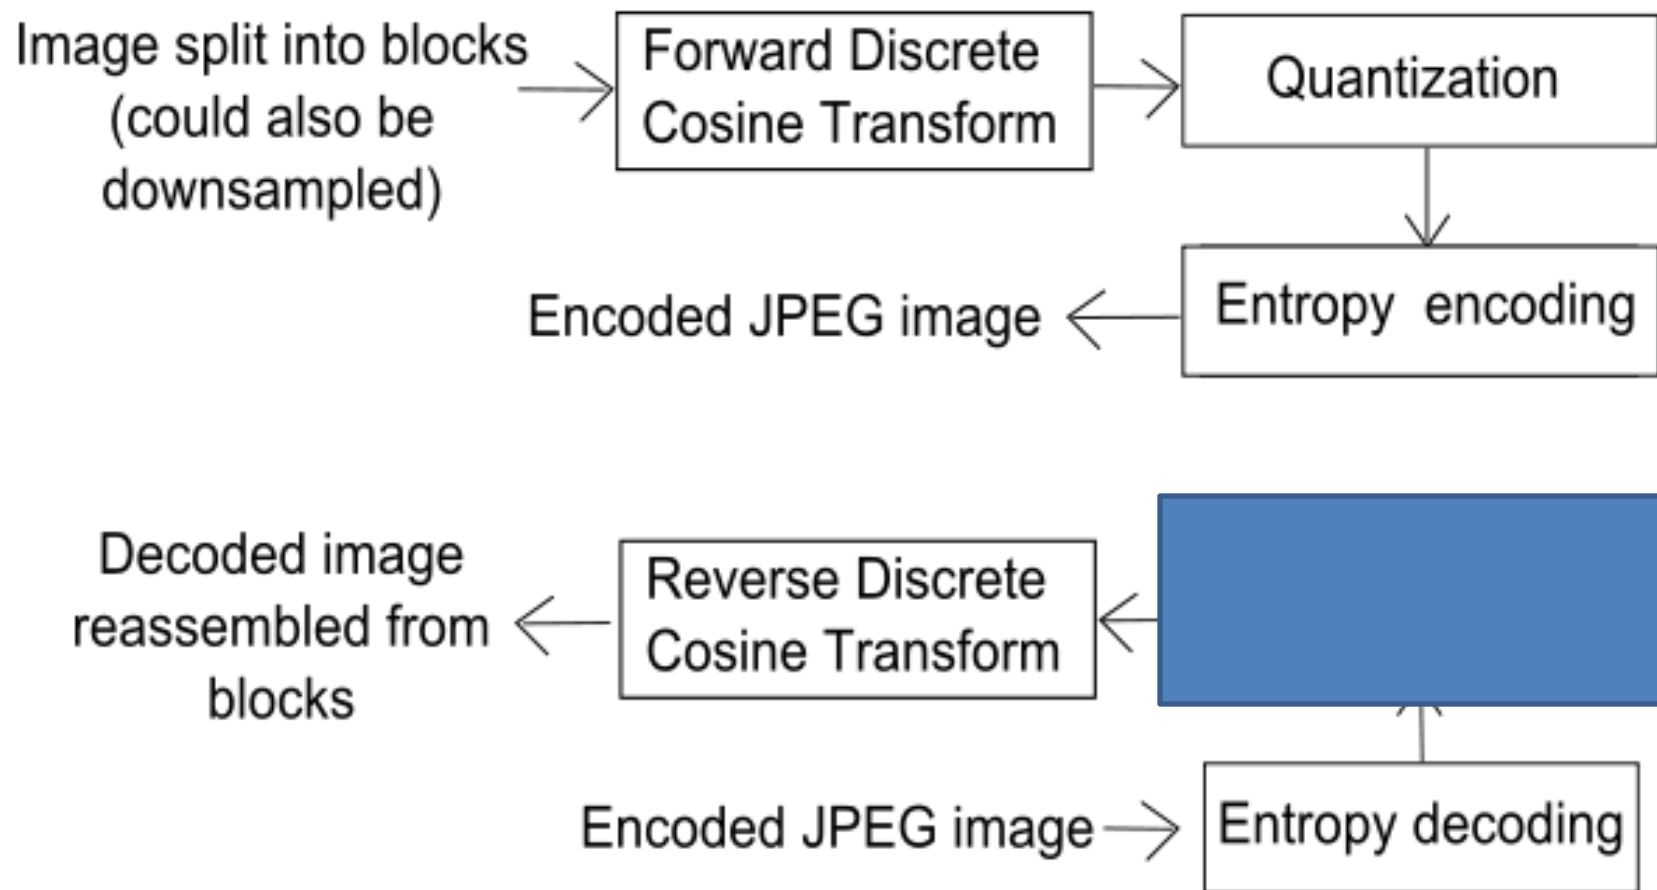 Image split into blocks
(could also be
downsampled)
Forward Discrete
Cosine Transform
Quantization
Entropy encoding
Encoded JPEG image
Decoded image
reassembled from
blocks
Reverse Discrete
Cosine Transform
Encoded JPEG image
Entropy decoding